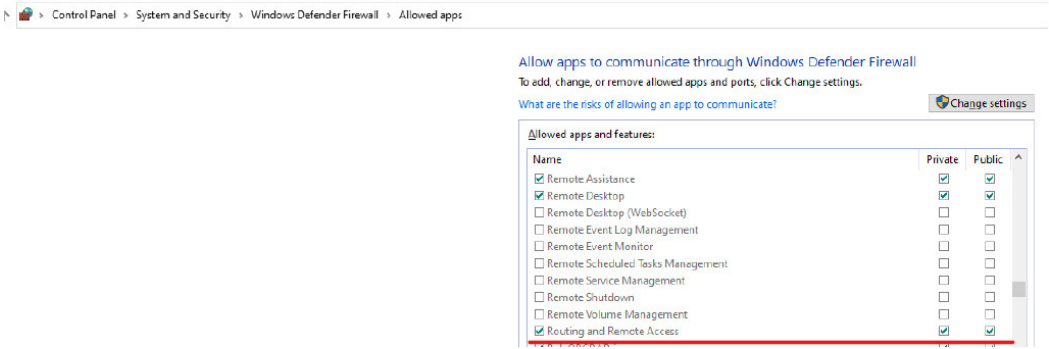 Control Panel > System and Security > Windows Defender Firewall > Allowed apps
Allow apps to communicate through Windows Defender Firewall
To add, change, or remove allowed apps and ports, click Change settings.
What are the risks of allowing an app to communicate?
Change settings
Allowed apps and features:
Name Private Public
Remote Assistance
Remote Desktop
Remote Desktop (WebSocket)
Remote Event Log Management
Remote Event Monitor
Remote Scheduled Tasks Management
Remote Service Management
Remote Shutdown
Remote Volume Management
Routing and Remote Access